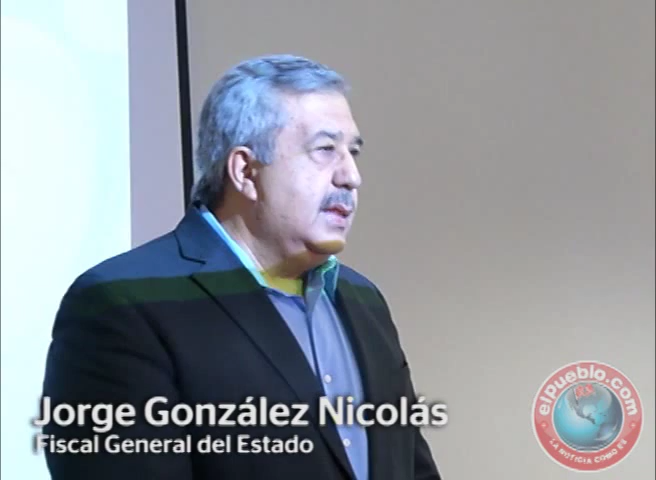 Jorge González Nicolás
Fiscal General del Estado
elpueblo.com
LA NOTICIA COMO ES